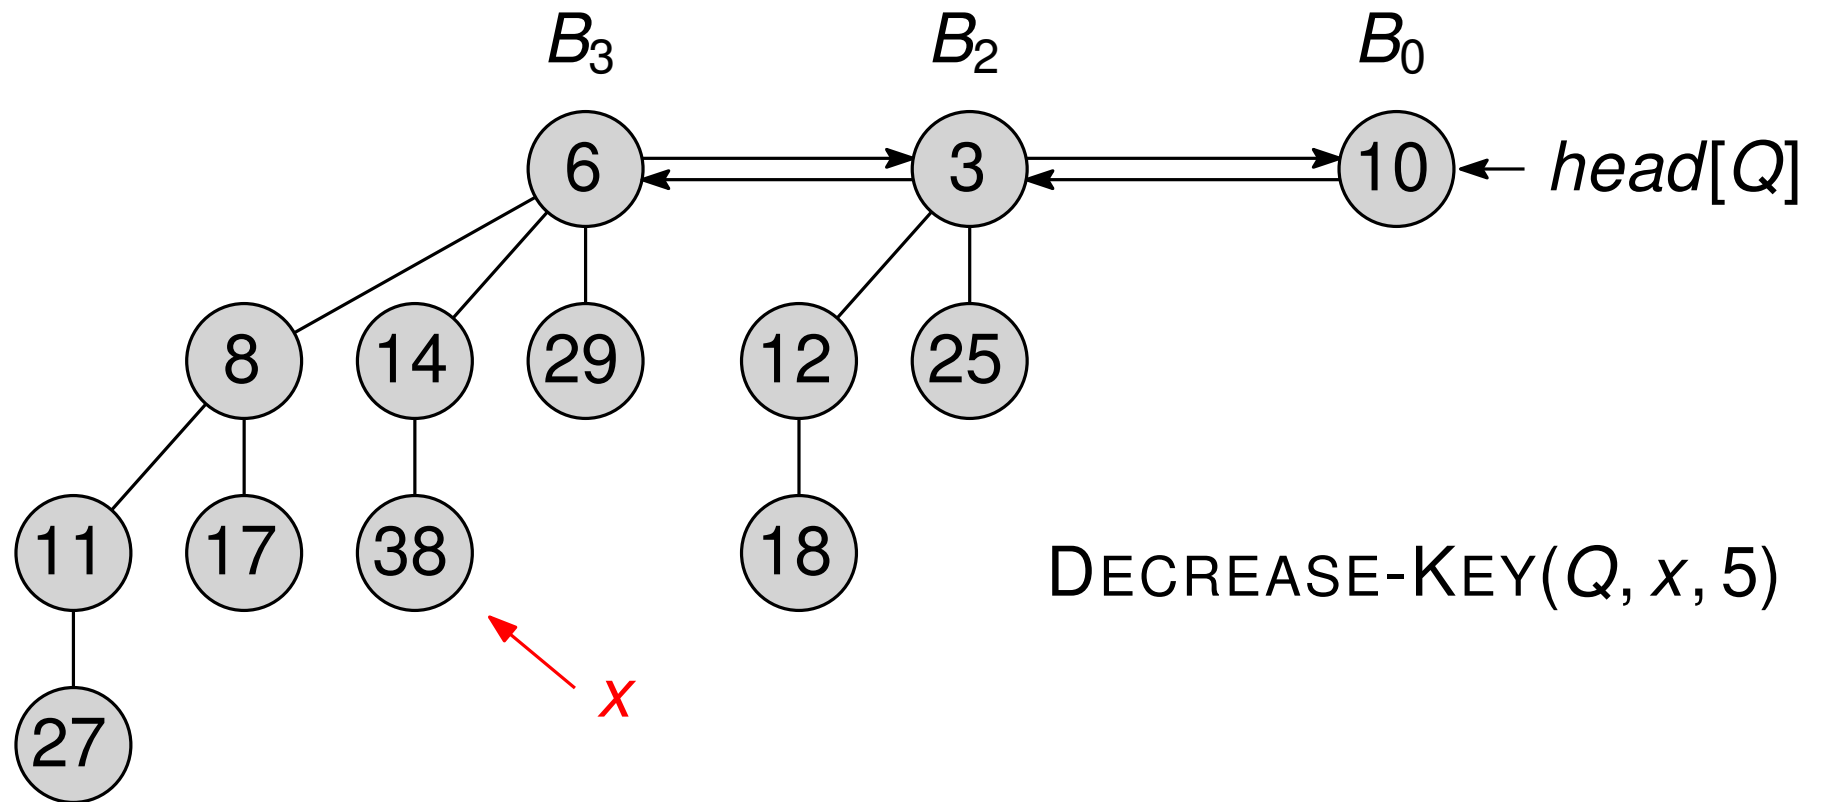 B₃ B₂ B₀
6 3 10 head[Q]
8 14 29 12 25
11 17 38 18 DECREASE-KEY(Q, x, 5)
x
27